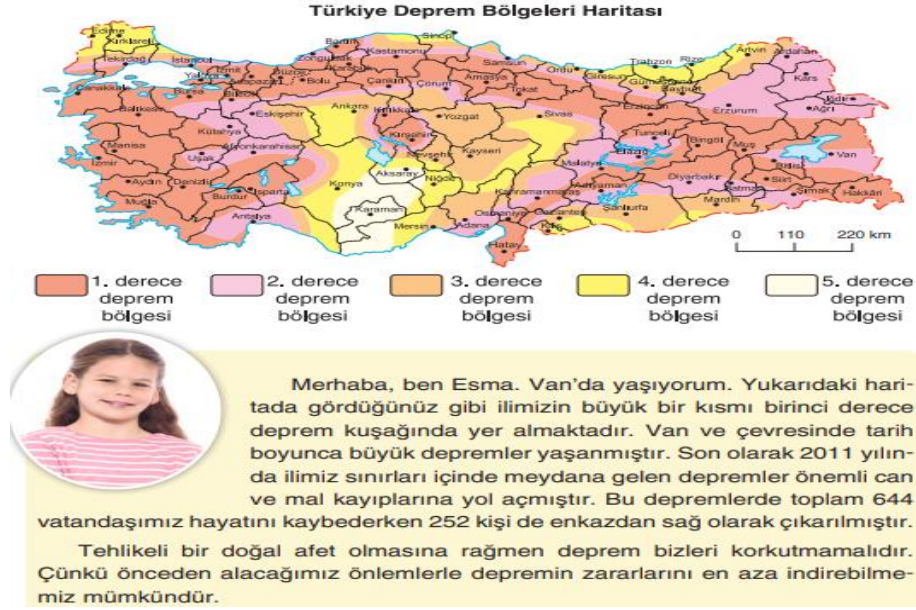 Türkiye Deprem Bölgeleri Haritası
Edirne
Kırklareli
Tekirdağ
İstanbul
Bartın
Zonguldak
Karabük
Kastamonu
Sinop
Samsun
Ordu
Giresun
Trabzon
Rize
Artvin
Ardahan
Kars
Iğdır
Ağrı
Çanakkale
Bursa
Yalova
İzmit
Adapazarı
Düzce
Bolu
Çankırı
Çorum
Amasya
Tokat
Gümüşhane
Bayburt
Erzurum
Erzincan
Balıkesir
Bilecik
Eskişehir
Ankara
Kırıkkale
Yozgat
Sivas
Tunceli
Bingöl
Muş
Manisa
Kütahya
Kırşehir
Kayseri
Nevşehir
Elazığ
Malatya
Bitlis
Van
İzmir
Uşak
Afyonkarahisar
Aksaray
Niğde
Konya
Kahramanmaraş
Adıyaman
Diyarbakır
Batman
Siirt
Şırnak
Hakkâri
Aydın
Denizli
Isparta
Burdur
Muğla
Antalya
Karaman
Mersin
Adana
Osmaniye
Gaziantep
Kilis
Şanlıurfa
Mardin
Hatay
0 110 220 km
1. derece deprem bölgesi
2. derece deprem bölgesi
3. derece deprem bölgesi
4. derece deprem bölgesi
5. derece deprem bölgesi
Merhaba, ben Esma. Van’da yaşıyorum. Yukarıdaki hari-
tada gördüğünüz gibi ilimizin büyük bir kısmı birinci derece
deprem kuşağında yer almaktadır. Van ve çevresinde tarih
boyunca büyük depremler yaşanmıştır. Son olarak 2011 yılın-
da ilimiz sınırları içinde meydana gelen depremler önemli can
ve mal kayıplarına yol açmıştır. Bu depremlerde toplam 644
vatandaşımız hayatını kaybederken 252 kişi de enkazdan sağ olarak çıkarılmıştır.
Tehlikeli bir doğal afet olmasına rağmen deprem bizleri korkutmamalıdır.
Çünkü önceden alacağımız önlemlerle depremin zararlarını en aza indirebilme-
miz mümkündür.